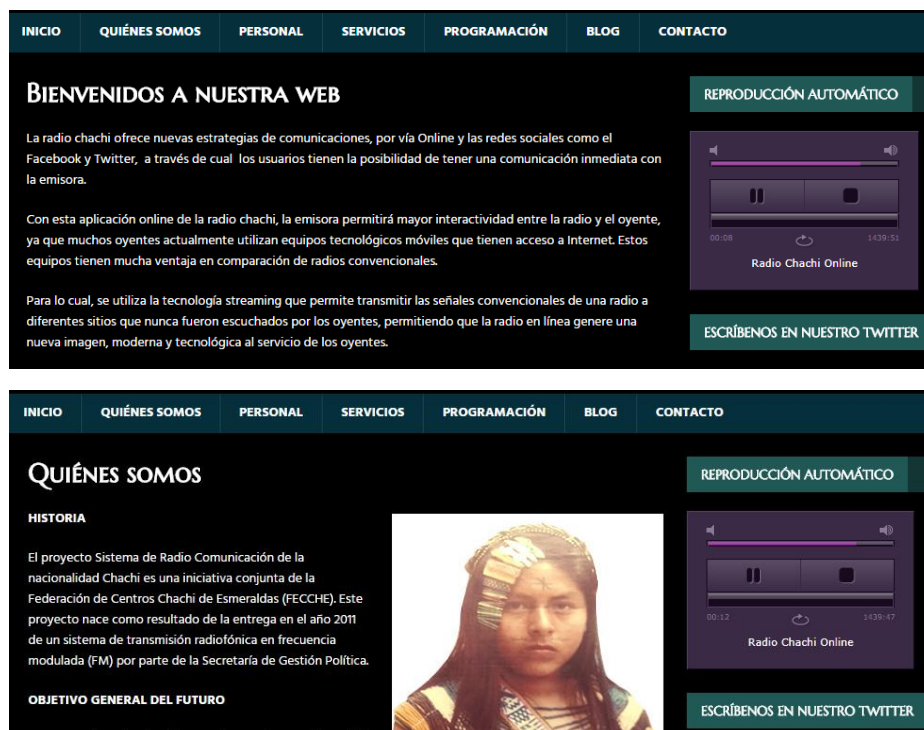 INICIO QUIÉNES SOMOS PERSONAL SERVICIOS PROGRAMACIÓN BLOG CONTACTO
BIENVENIDOS A NUESTRA WEB
La radio chachi ofrece nuevas estrategias de comunicaciones, por vía Online y las redes sociales como el
Facebook y Twitter, a través de cual los usuarios tienen la posibilidad de tener una comunicación inmediata con
la emisora.
Con esta aplicación online de la radio chachi, la emisora permitirá mayor interactividad entre la radio y el oyente,
ya que muchos oyentes actualmente utilizan equipos tecnológicos móviles que tienen acceso a Internet. Estos
equipos tienen mucha ventaja en comparación de radios convencionales.
Para lo cual, se utiliza la tecnología streaming que permite transmitir las señales convencionales de una radio a
diferentes sitios que nunca fueron escuchados por los oyentes, permitiendo que la radio en línea genere una
nueva imagen, moderna y tecnológica al servicio de los oyentes.
REPRODUCCIÓN AUTOMÁTICO
00:08 1439:51
Radio Chachi Online
ESCRÍBENOS EN NUESTRO TWITTER
INICIO QUIÉNES SOMOS PERSONAL SERVICIOS PROGRAMACIÓN BLOG CONTACTO
QUIÉNES SOMOS
HISTORIA
El proyecto Sistema de Radio Comunicación de la
nacionalidad Chachi es una iniciativa conjunta de la
Federación de Centros Chachi de Esmeraldas (FECCHE). Este
proyecto nace como resultado de la entrega en el año 2011
de un sistema de transmisión radiofónica en frecuencia
modulada (FM) por parte de la Secretaría de Gestión Política.
OBJETIVO GENERAL DEL FUTURO
REPRODUCCIÓN AUTOMÁTICO
00:12 1439:47
Radio Chachi Online
ESCRÍBENOS EN NUESTRO TWITTER